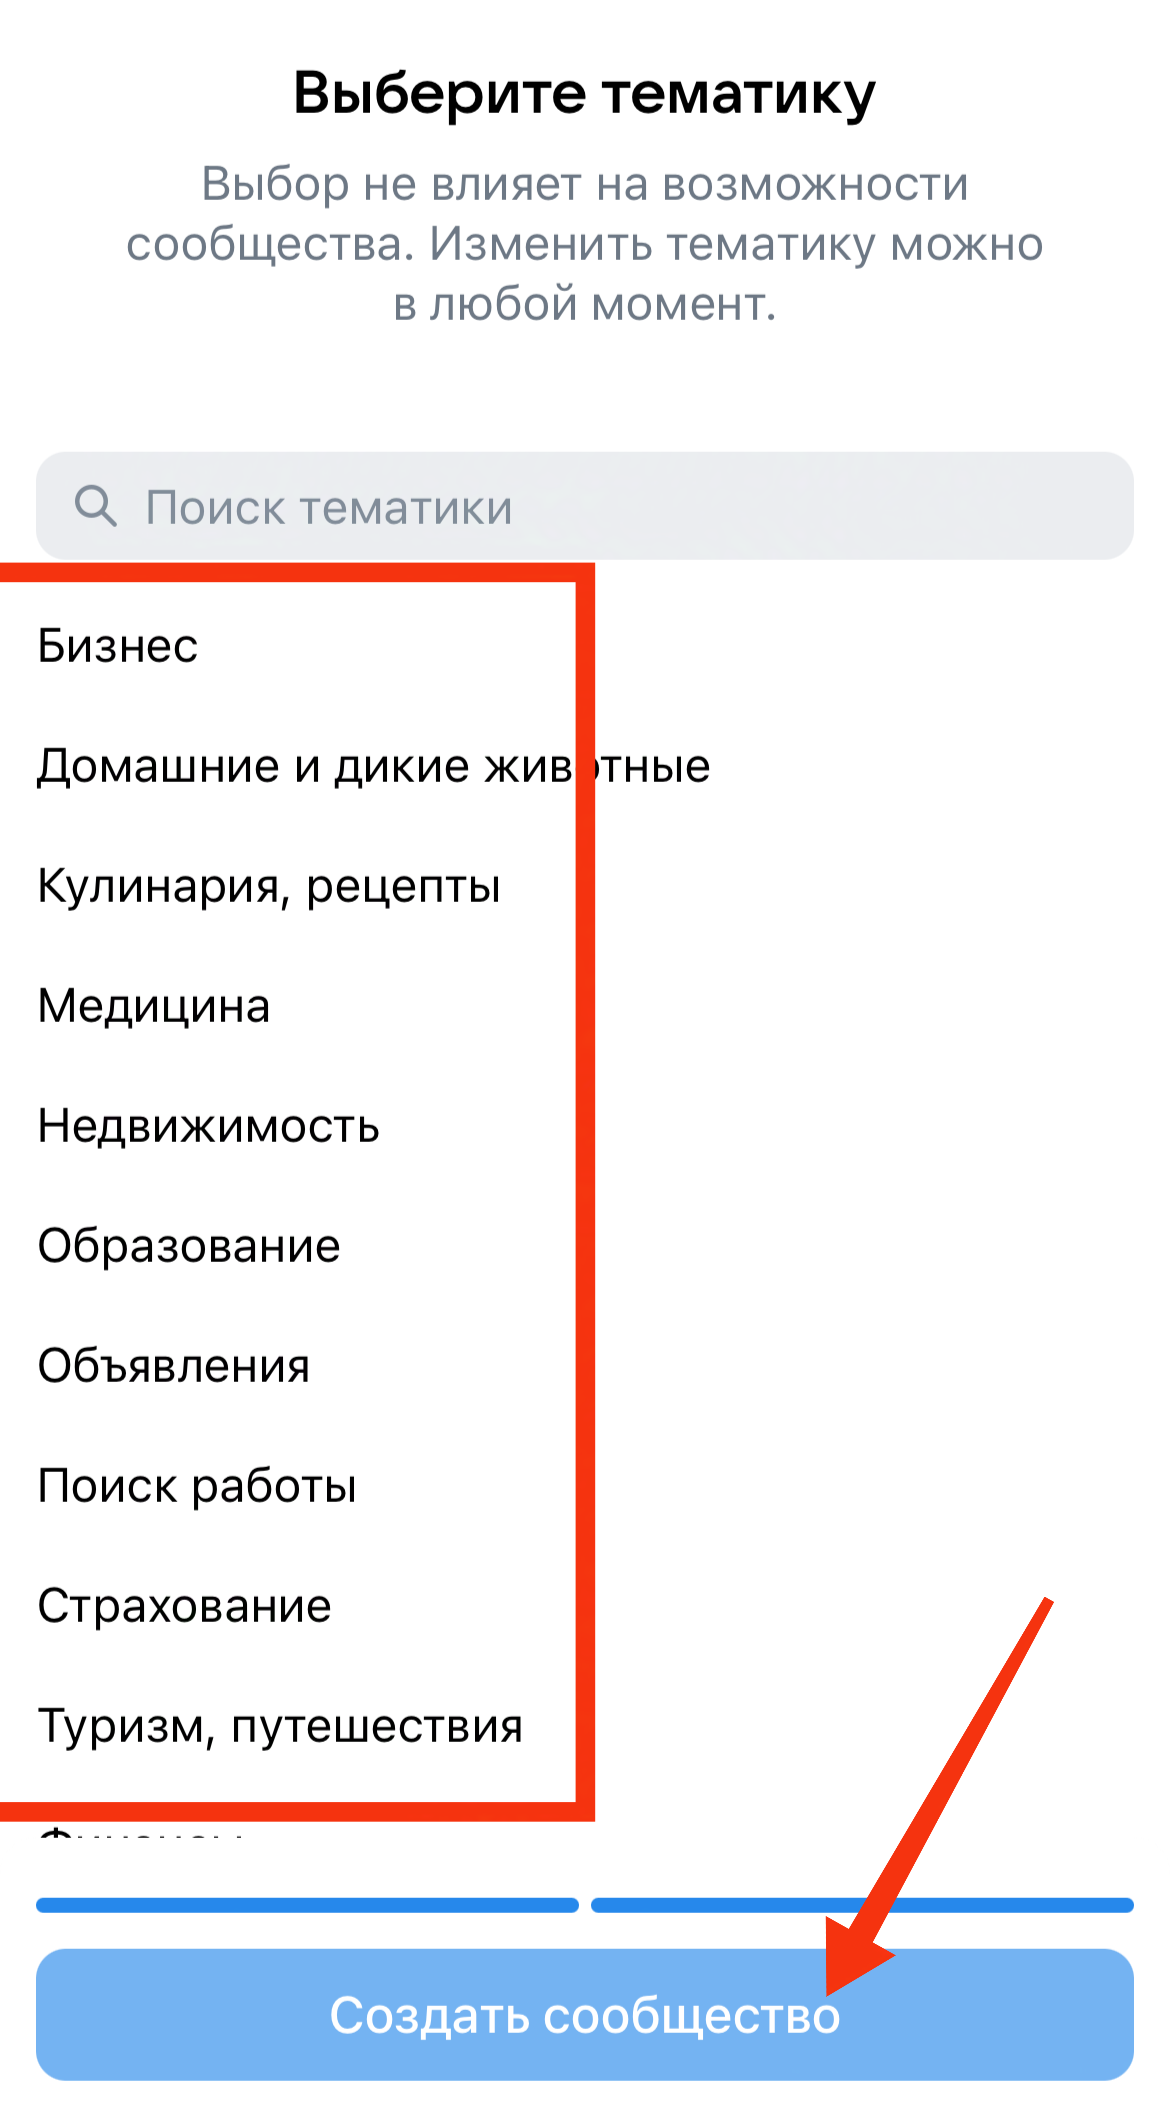 Выберите тематику
Выбор не влияет на возможности
сообщества. Изменить тематику можно
в любой момент.
Поиск тематики
Бизнес
Домашние и дикие животные
Кулинария, рецепты
Медицина
Недвижимость
Образование
Объявления
Поиск работы
Страхование
Туризм, путешествия
Создать сообщество